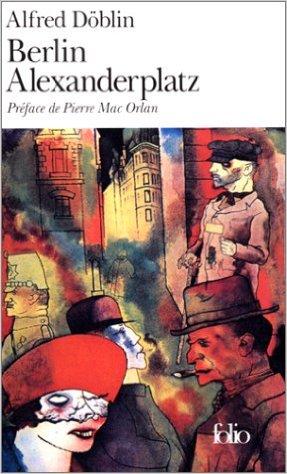 Alfred Döblin
Berlin
Alexanderplatz
Préface de Pierre Mac Orlan
folio